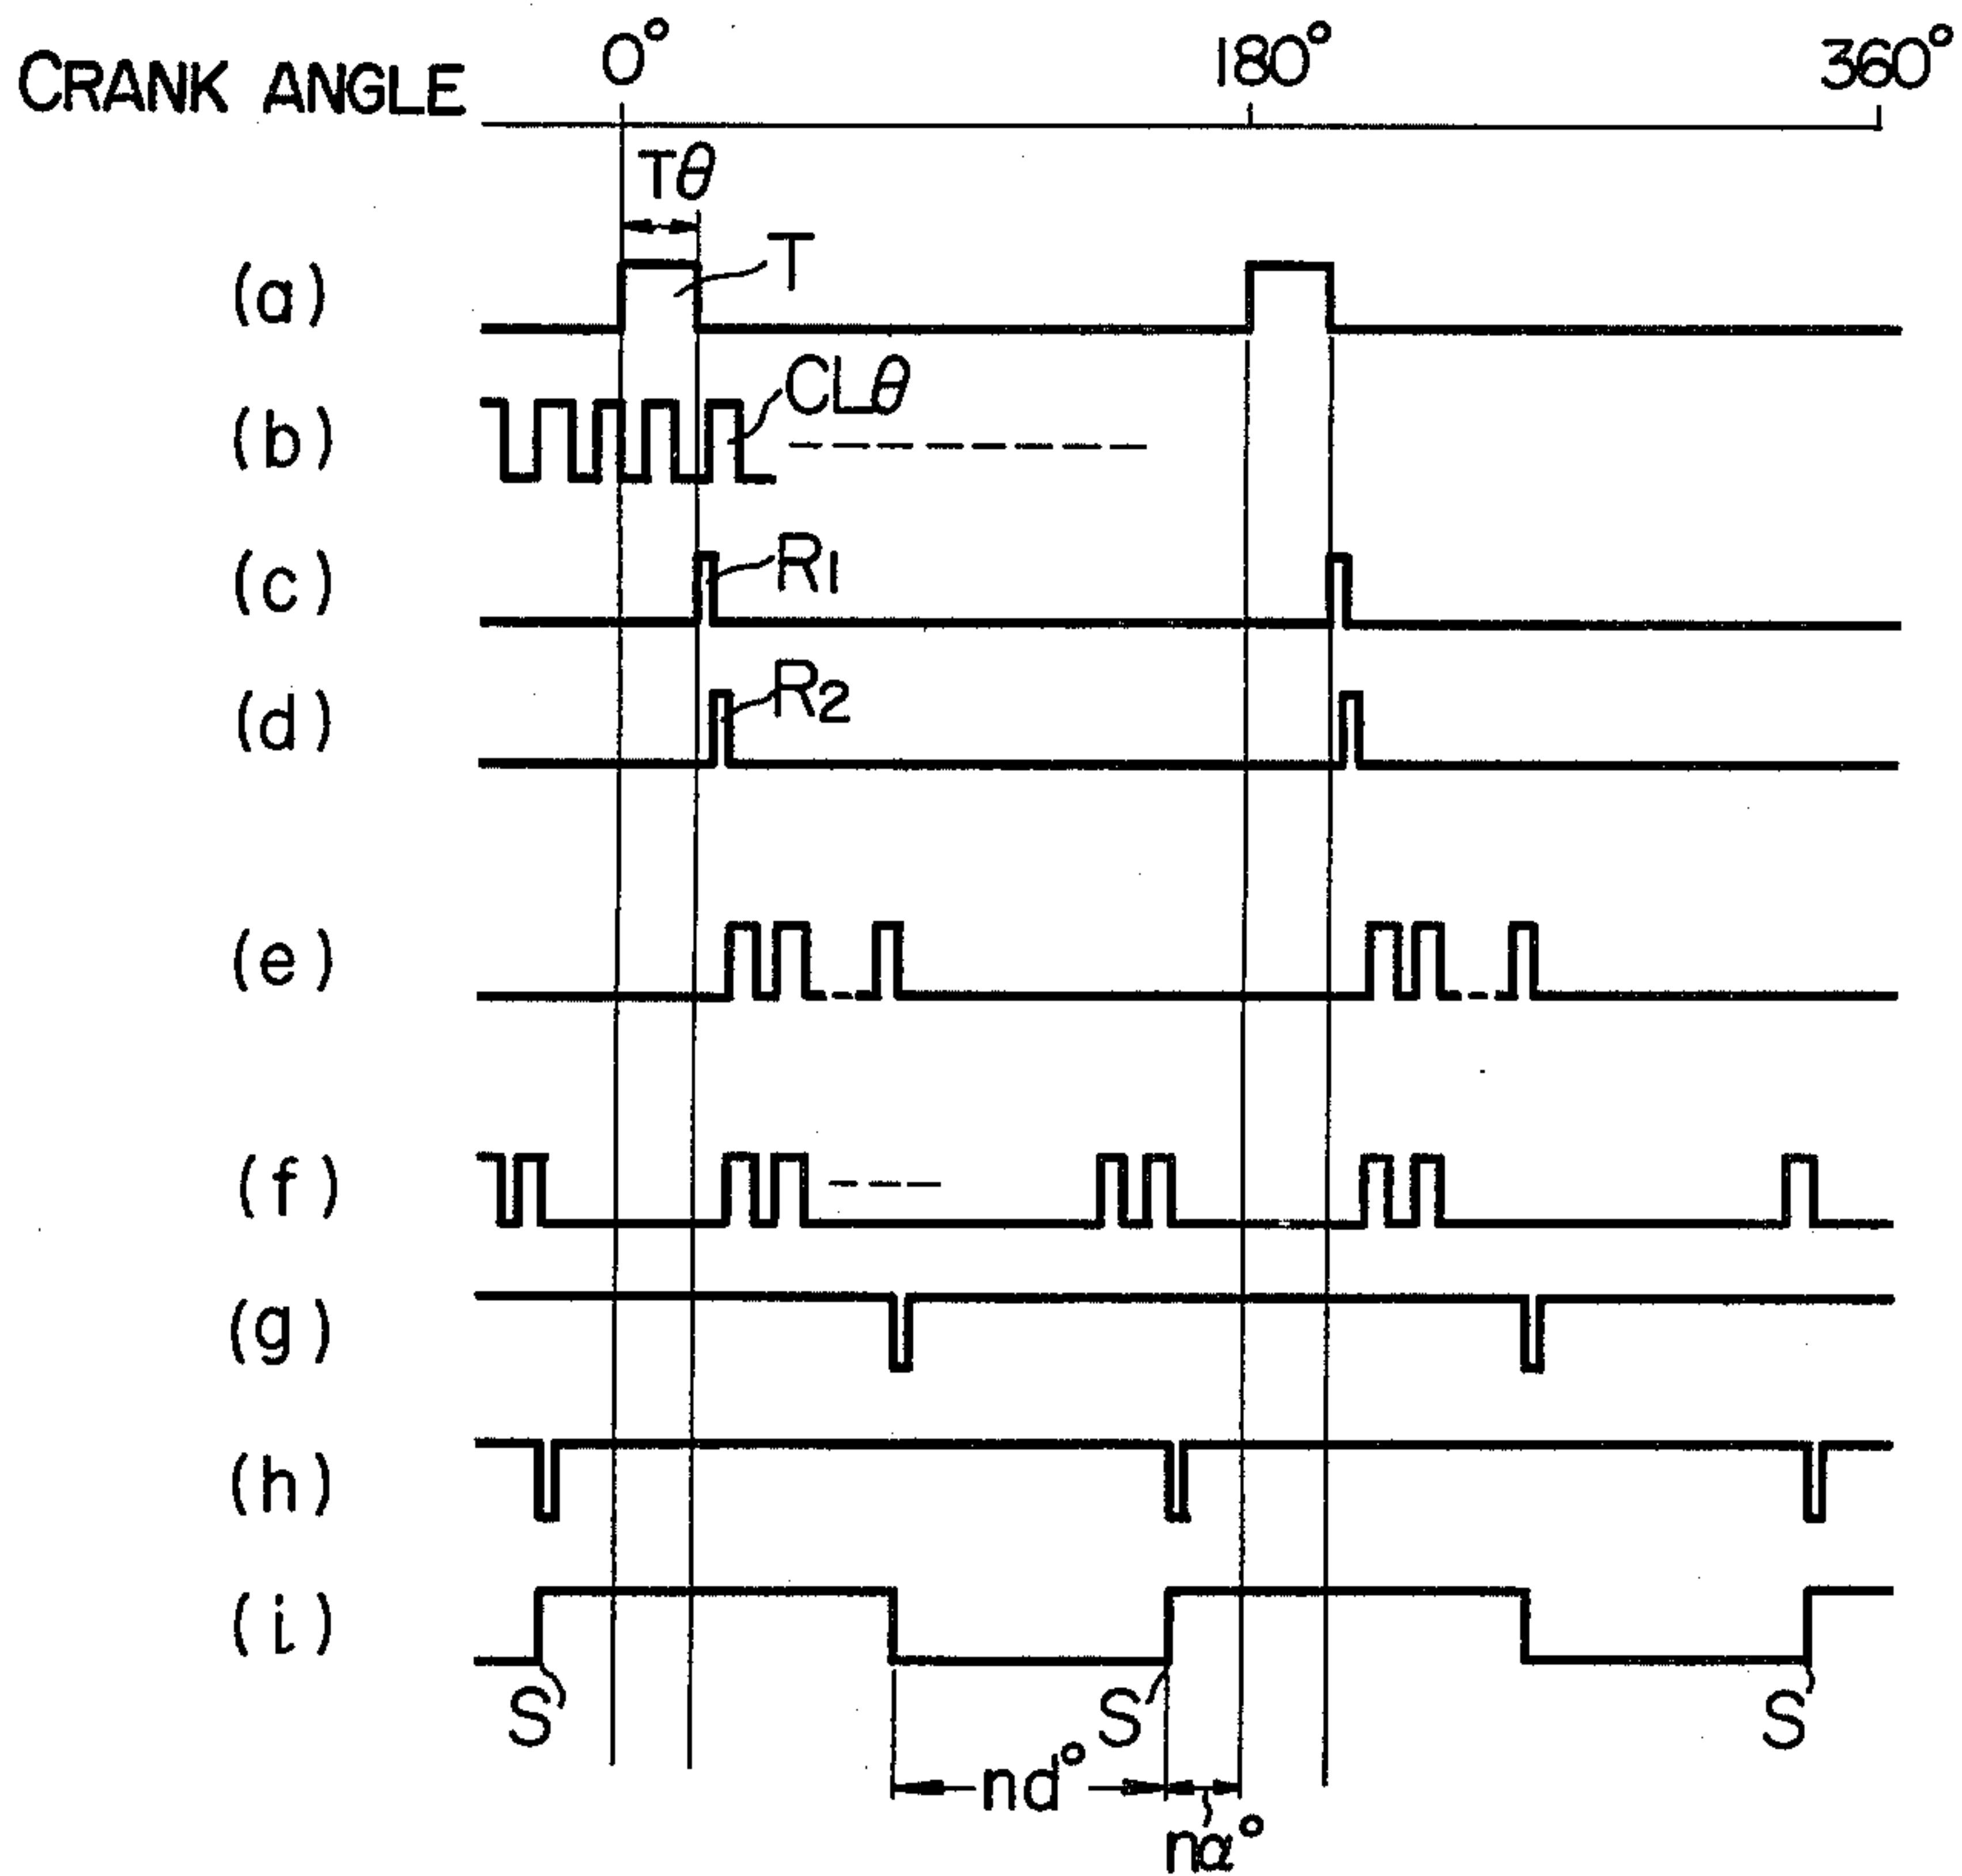 CRANK ANGLE 0° 180° 360°
Tθ
(a) T
(b) CLθ
(c) R1
(d) R2
(e)
(f)
(g)
(h)
(i)
S S S
nd°
nα°